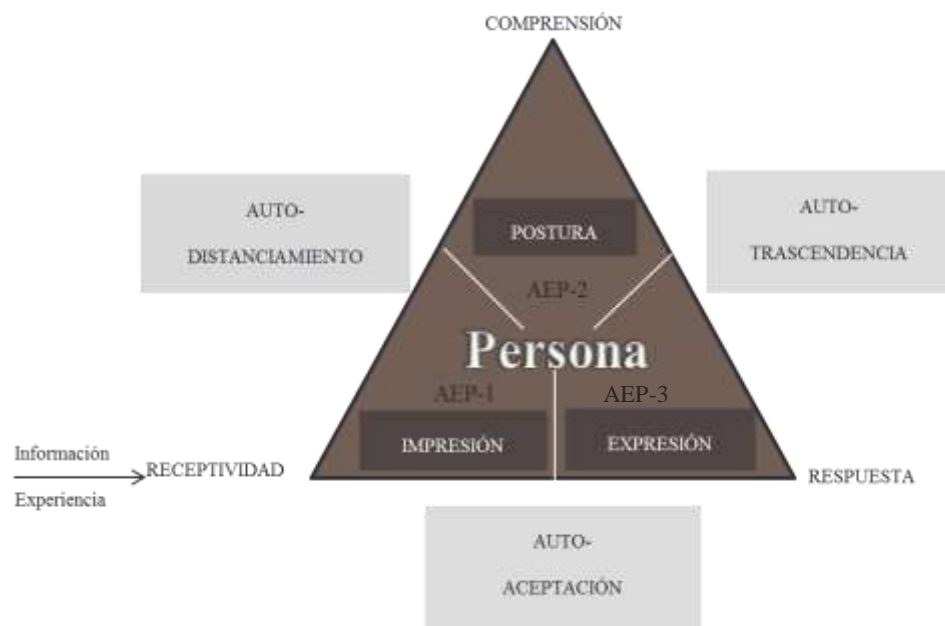 COMPRENSIÓN
AUTO-
DISTANCIAMIENTO
POSTURA
AUTO-
TRASCENDENCIA
AEP-2
Persona
AEP-1
AEP-3
IMPRESIÓN
EXPRESIÓN
Información
RECEPTIVIDAD
Experiencia
RESPUESTA
AUTO-
ACEPTACIÓN